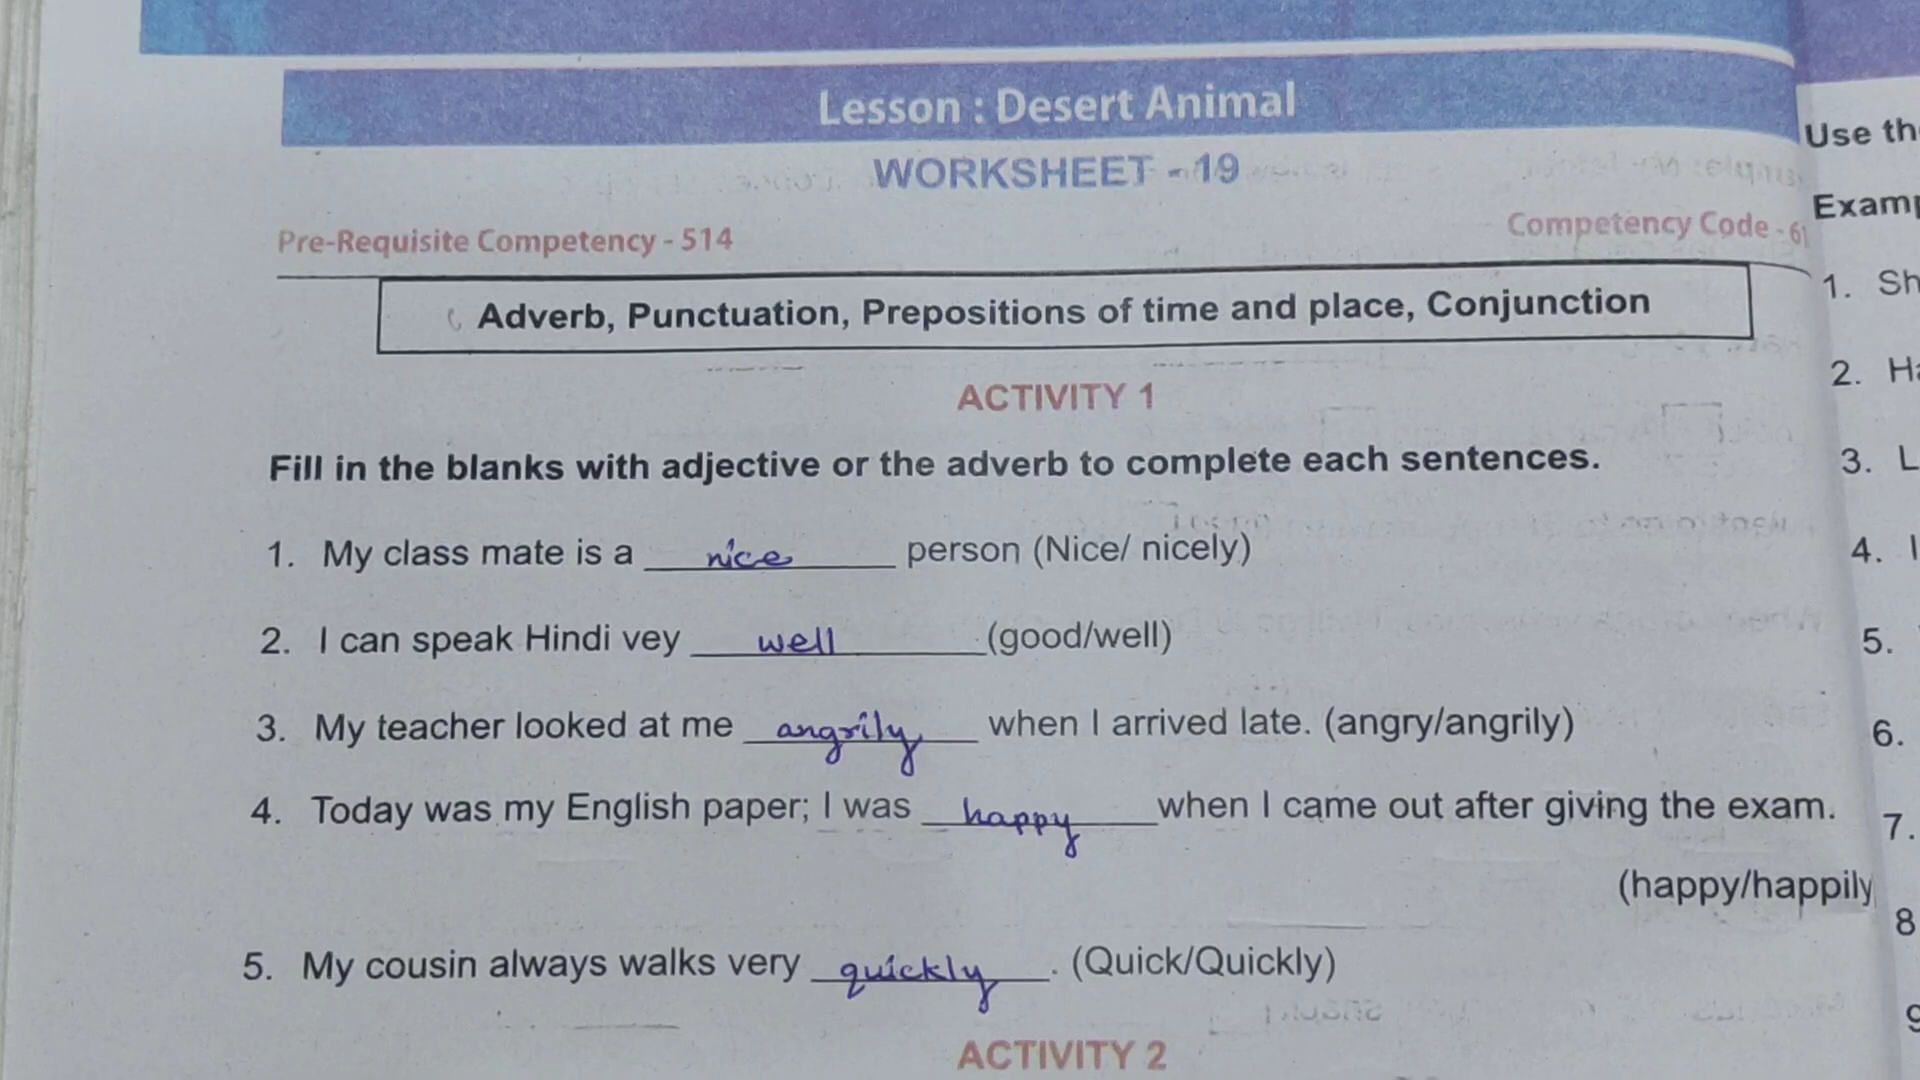 Lesson : Desert Animal
WORKSHEET - 19
Pre-Requisite Competency - 514
Competency Code - 61
Adverb, Punctuation, Prepositions of time and place, Conjunction
ACTIVITY 1
Fill in the blanks with adjective or the adverb to complete each sentences.
1. My class mate is a nice person (Nice/ nicely)
2. I can speak Hindi vey well (good/well)
3. My teacher looked at me angrily when I arrived late. (angry/angrily)
4. Today was my English paper; I was happy when I came out after giving the exam.
(happy/happily
5. My cousin always walks very quickly. (Quick/Quickly)
ACTIVITY 2
Use th
Examp
1. Sh
2. Ha
3. L
4. I
5.
6.
7.
8
9